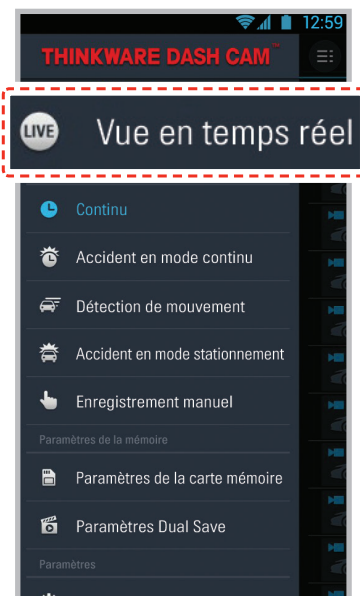 12:59
THINKWARE DASH CAM™
LIVE Vue en temps réel
Continu
Accident en mode continu
Détection de mouvement
Accident en mode stationnement
Enregistrement manuel
Paramètres de la mémoire
Paramètres de la carte mémoire
Paramètres Dual Save
Paramètres